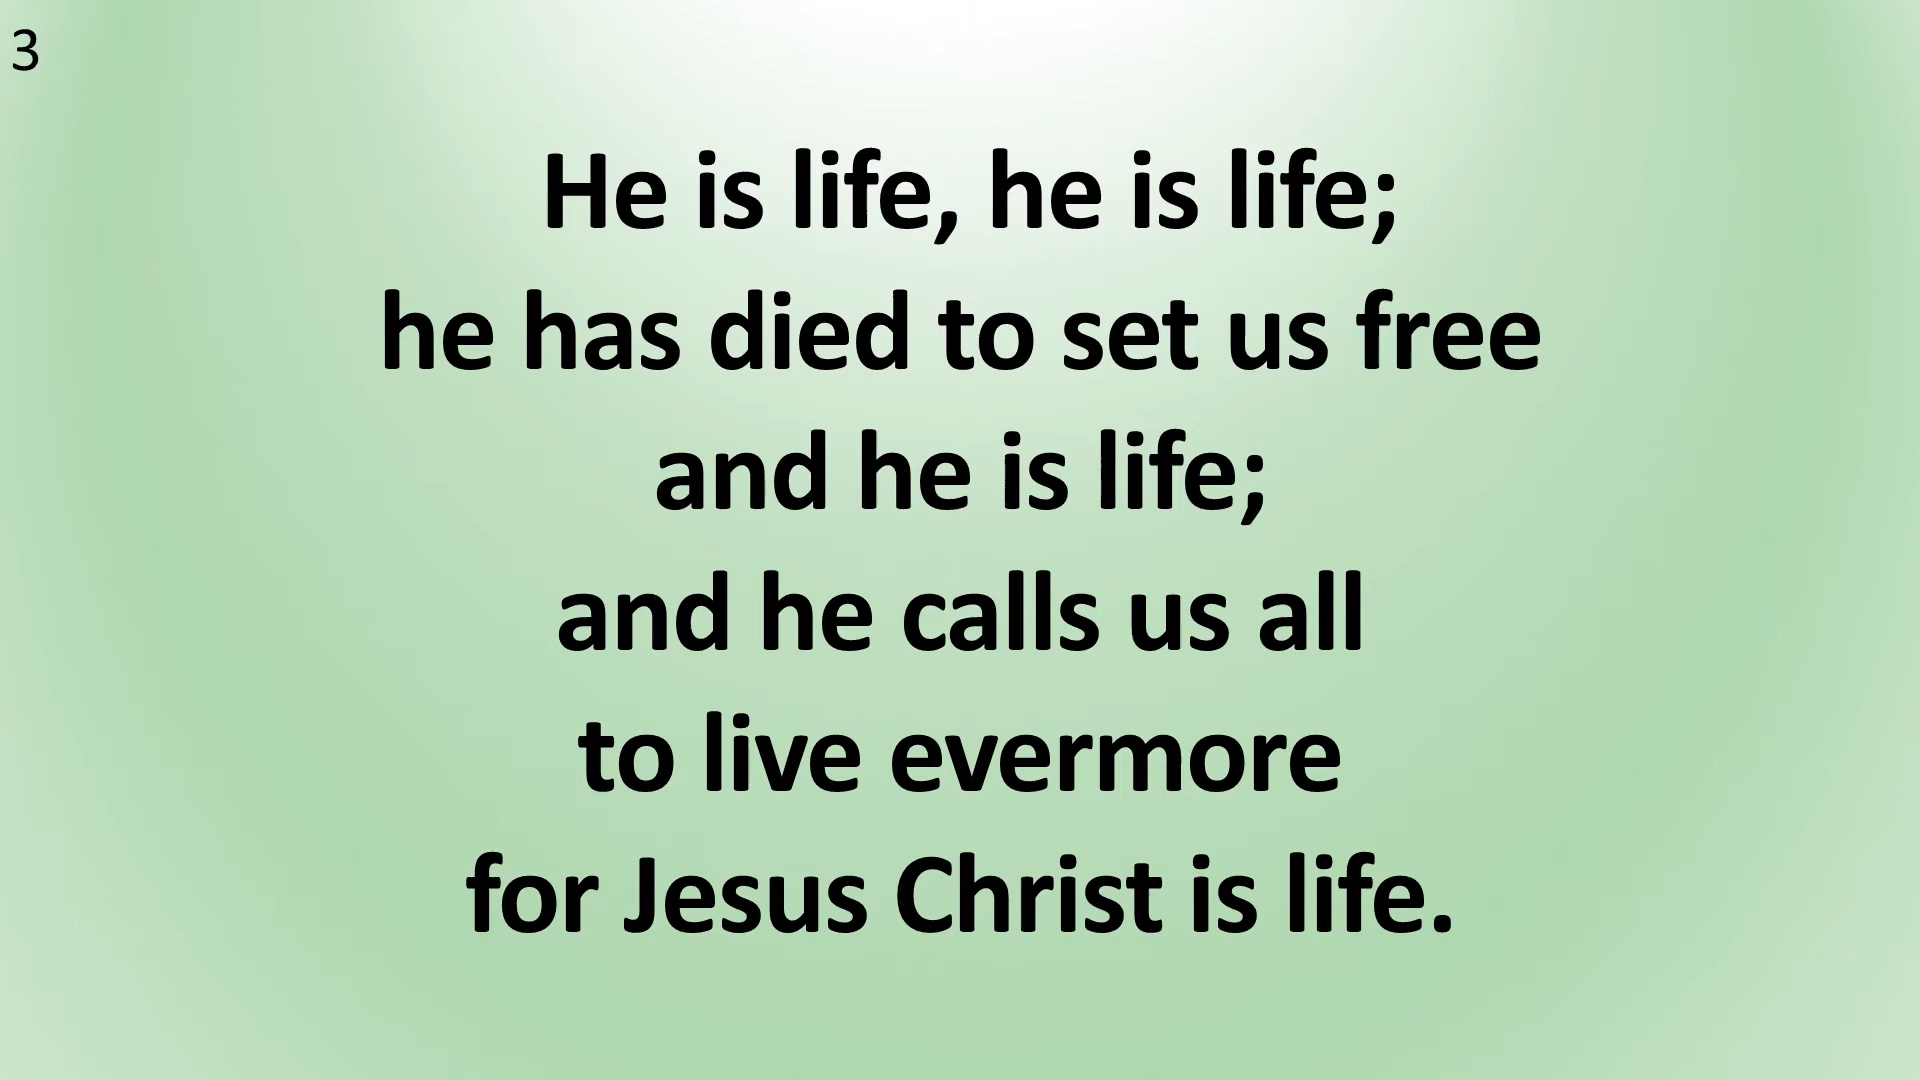 3
He is life, he is life;
he has died to set us free
and he is life;
and he calls us all
to live evermore
for Jesus Christ is life.